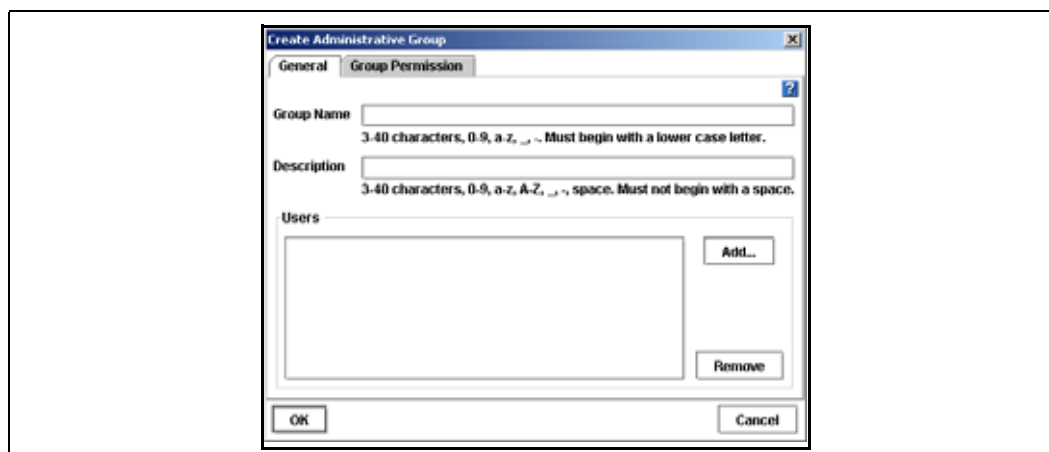 Create Administrative Group
General Group Permission
?
Group Name
3-40 characters, 0-9, a-z, _, -. Must begin with a lower case letter.
Description
3-40 characters, 0-9, a-z, A-Z, _, -, space. Must not begin with a space.
Users
Add...
Remove
OK Cancel